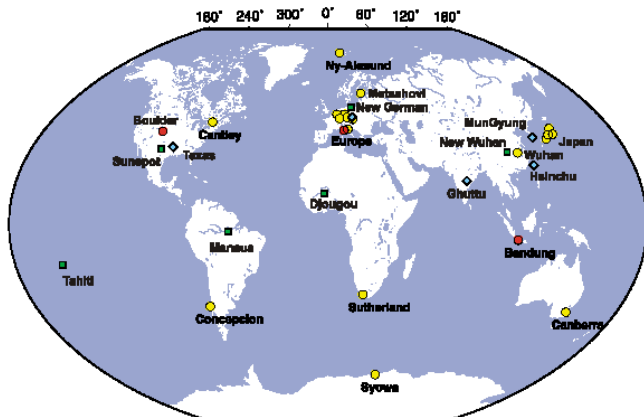 180° 240° 300° 0° 60° 120° 180°
Ny-Alesund
Metsahovi
New German
Boulder
Cantley
MunGyung
Japan
Europe
New Wuhan
Wuhan
Sunspot
Texas
Hsinchu
Ghuttu
Djougou
Manaus
Bandung
Tahiti
Concepcion
Sutherland
Canberra
Syowa